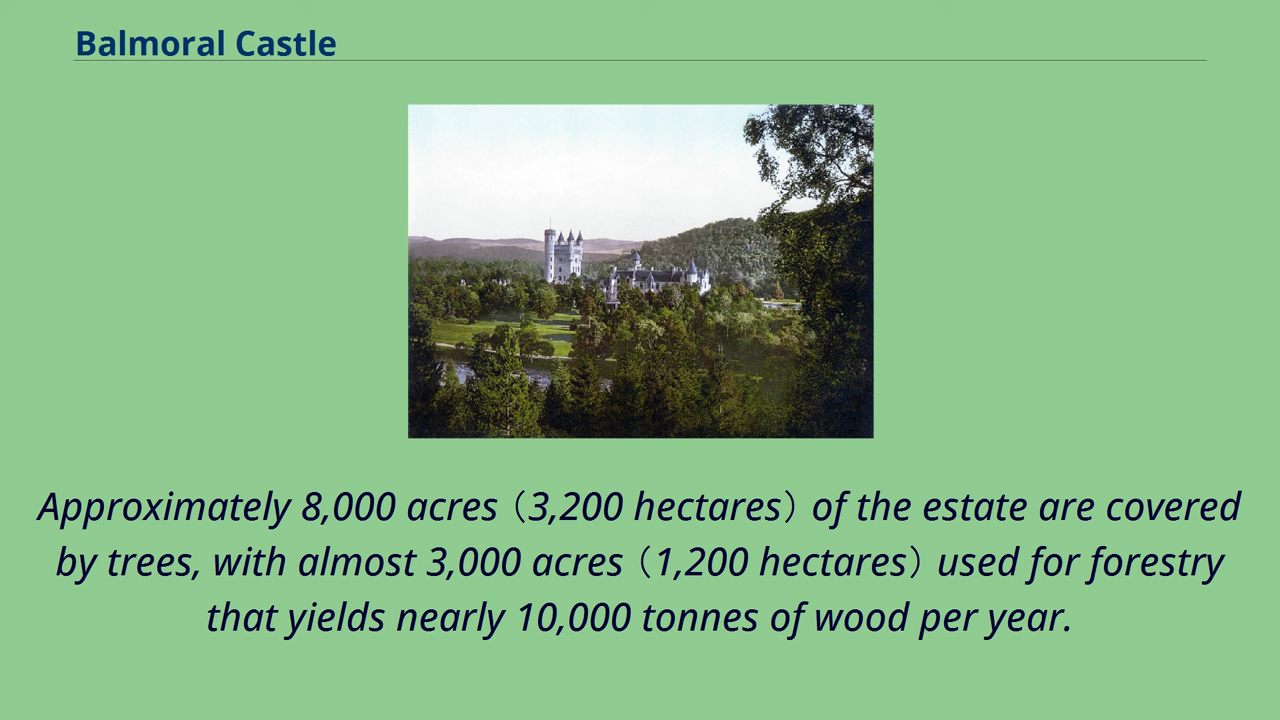 Balmoral Castle
Approximately 8,000 acres（3,200 hectares）of the estate are covered
by trees, with almost 3,000 acres（1,200 hectares）used for forestry
that yields nearly 10,000 tonnes of wood per year.